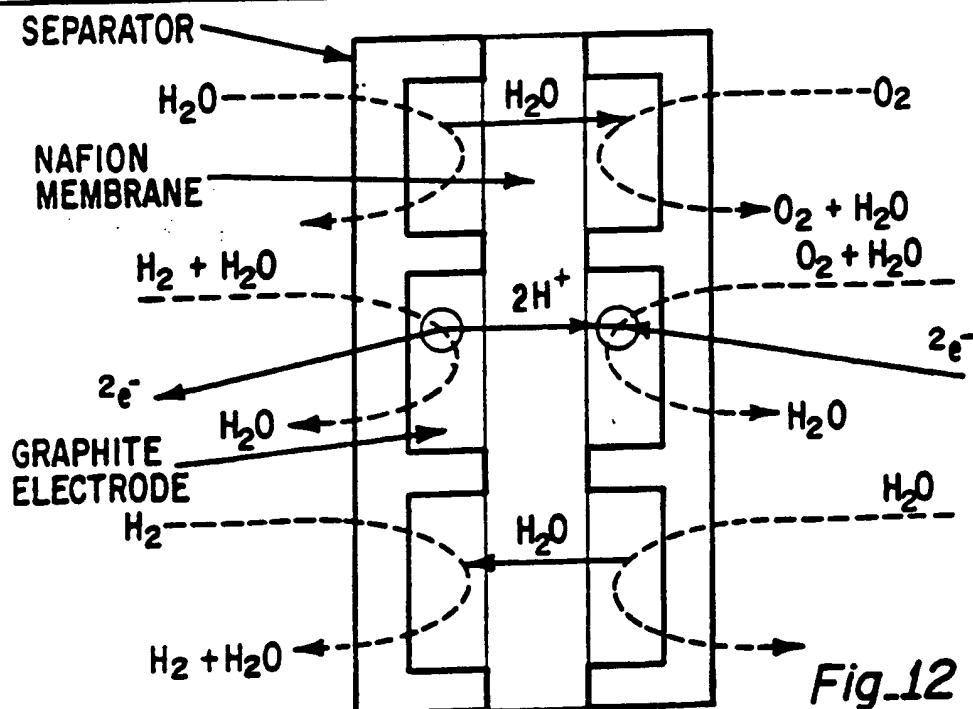 SEPARATOR
H₂O
H₂O
O₂
NAFION
MEMBRANE
O₂ + H₂O
H₂ + H₂O
O₂ + H₂O
2H⁺
2e⁻
2e⁻
H₂O
H₂O
GRAPHITE
ELECTRODE
H₂
H₂O
H₂O
H₂ + H₂O
Fig_12